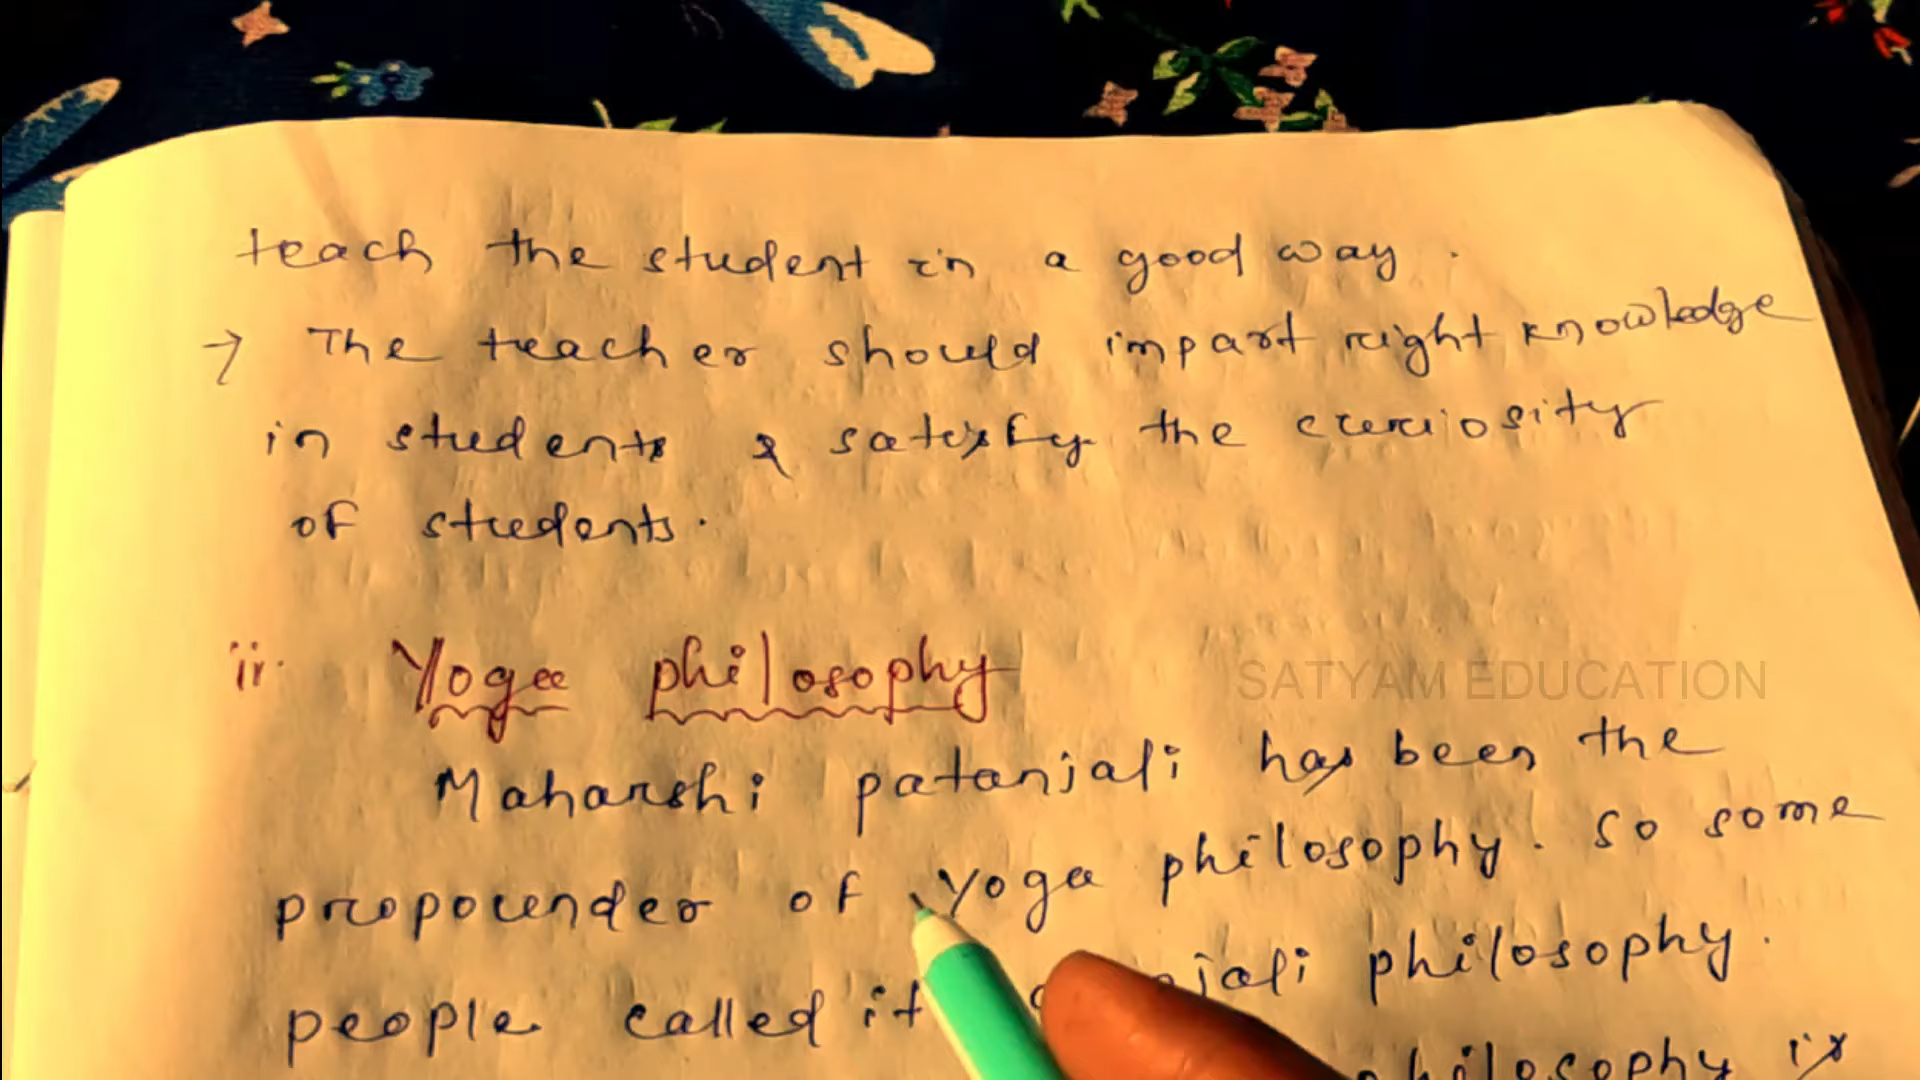 teach the student in a good way.
→ The teacher should impart right knowledge
in students & satisfy the curiosity
of students.
ii. Yoga philosophy
SATYAM EDUCATION
Maharshi patanjali has been the
propounder of Yoga philosophy. So some
people called it philosophy.
philosophy is